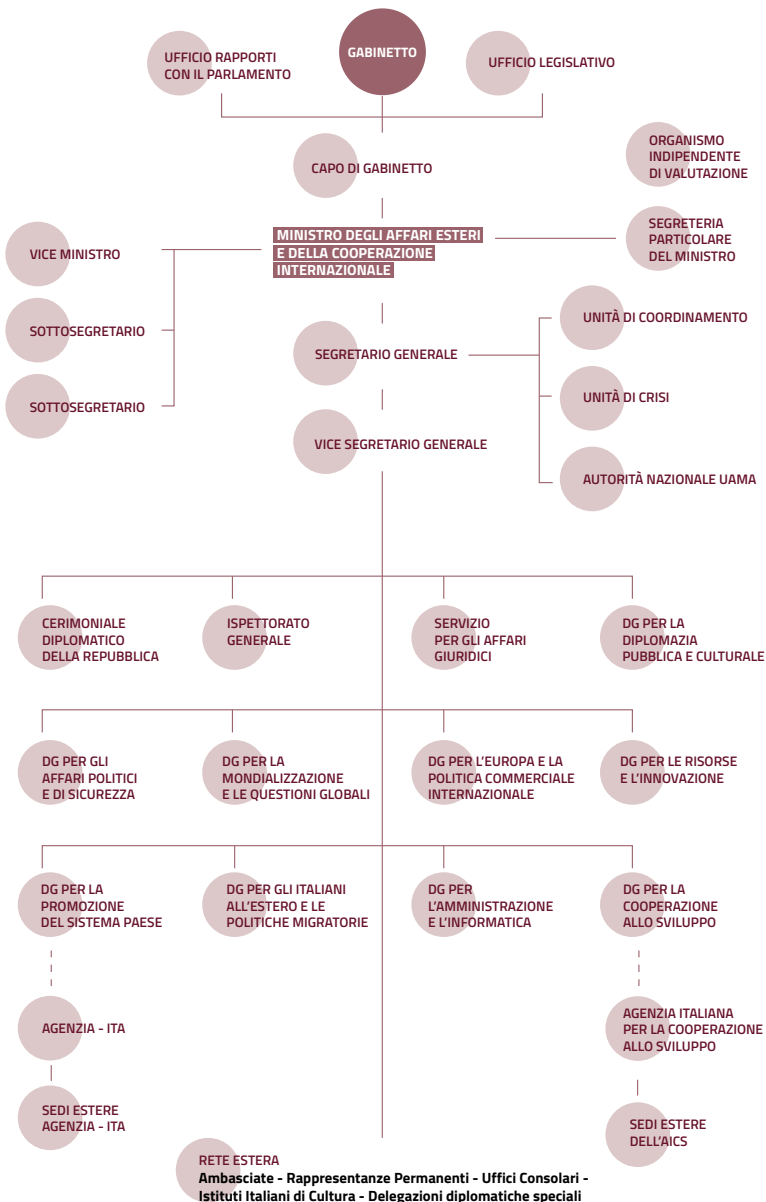 UFFICIO RAPPORTI
CON IL PARLAMENTO
GABINETTO
UFFICIO LEGISLATIVO
CAPO DI GABINETTO
ORGANISMO
INDIPENDENTE
DI VALUTAZIONE
MINISTRO DEGLI AFFARI ESTERI
E DELLA COOPERAZIONE
INTERNAZIONALE
SEGRETERIA
PARTICOLARE
DEL MINISTRO
VICE MINISTRO
SOTTOSEGRETARIO
SOTTOSEGRETARIO
SEGRETARIO GENERALE
VICE SEGRETARIO GENERALE
UNITÀ DI COORDINAMENTO
UNITÀ DI CRISI
AUTORITÀ NAZIONALE UAMA
CERIMONIALE
DIPLOMATICO
DELLA REPUBBLICA
ISPETTORATO
GENERALE
SERVIZIO
PER GLI AFFARI
GIURIDICI
DG PER LA
DIPLOMAZIA
PUBBLICA E CULTURALE
DG PER GLI
AFFARI POLITICI
E DI SICUREZZA
DG PER LA
MONDIALIZZAZIONE
E LE QUESTIONI GLOBALI
DG PER L'EUROPA E LA
POLITICA COMMERCIALE
INTERNAZIONALE
DG PER LE RISORSE
E L'INNOVAZIONE
DG PER LA
PROMOZIONE
DEL SISTEMA PAESE
DG PER GLI ITALIANI
ALL'ESTERO E LE
POLITICHE MIGRATORIE
DG PER
L'AMMINISTRAZIONE
E L'INFORMATICA
DG PER LA
COOPERAZIONE
ALLO SVILUPPO
AGENZIA - ITA
AGENZIA ITALIANA
PER LA COOPERAZIONE
ALLO SVILUPPO
SEDI ESTERE
AGENZIA - ITA
SEDI ESTERE
DELL'AICS
RETE ESTERA
Ambasciate - Rappresentanze Permanenti - Uffici Consolari -
Istituti Italiani di Cultura - Delegazioni diplomatiche speciali